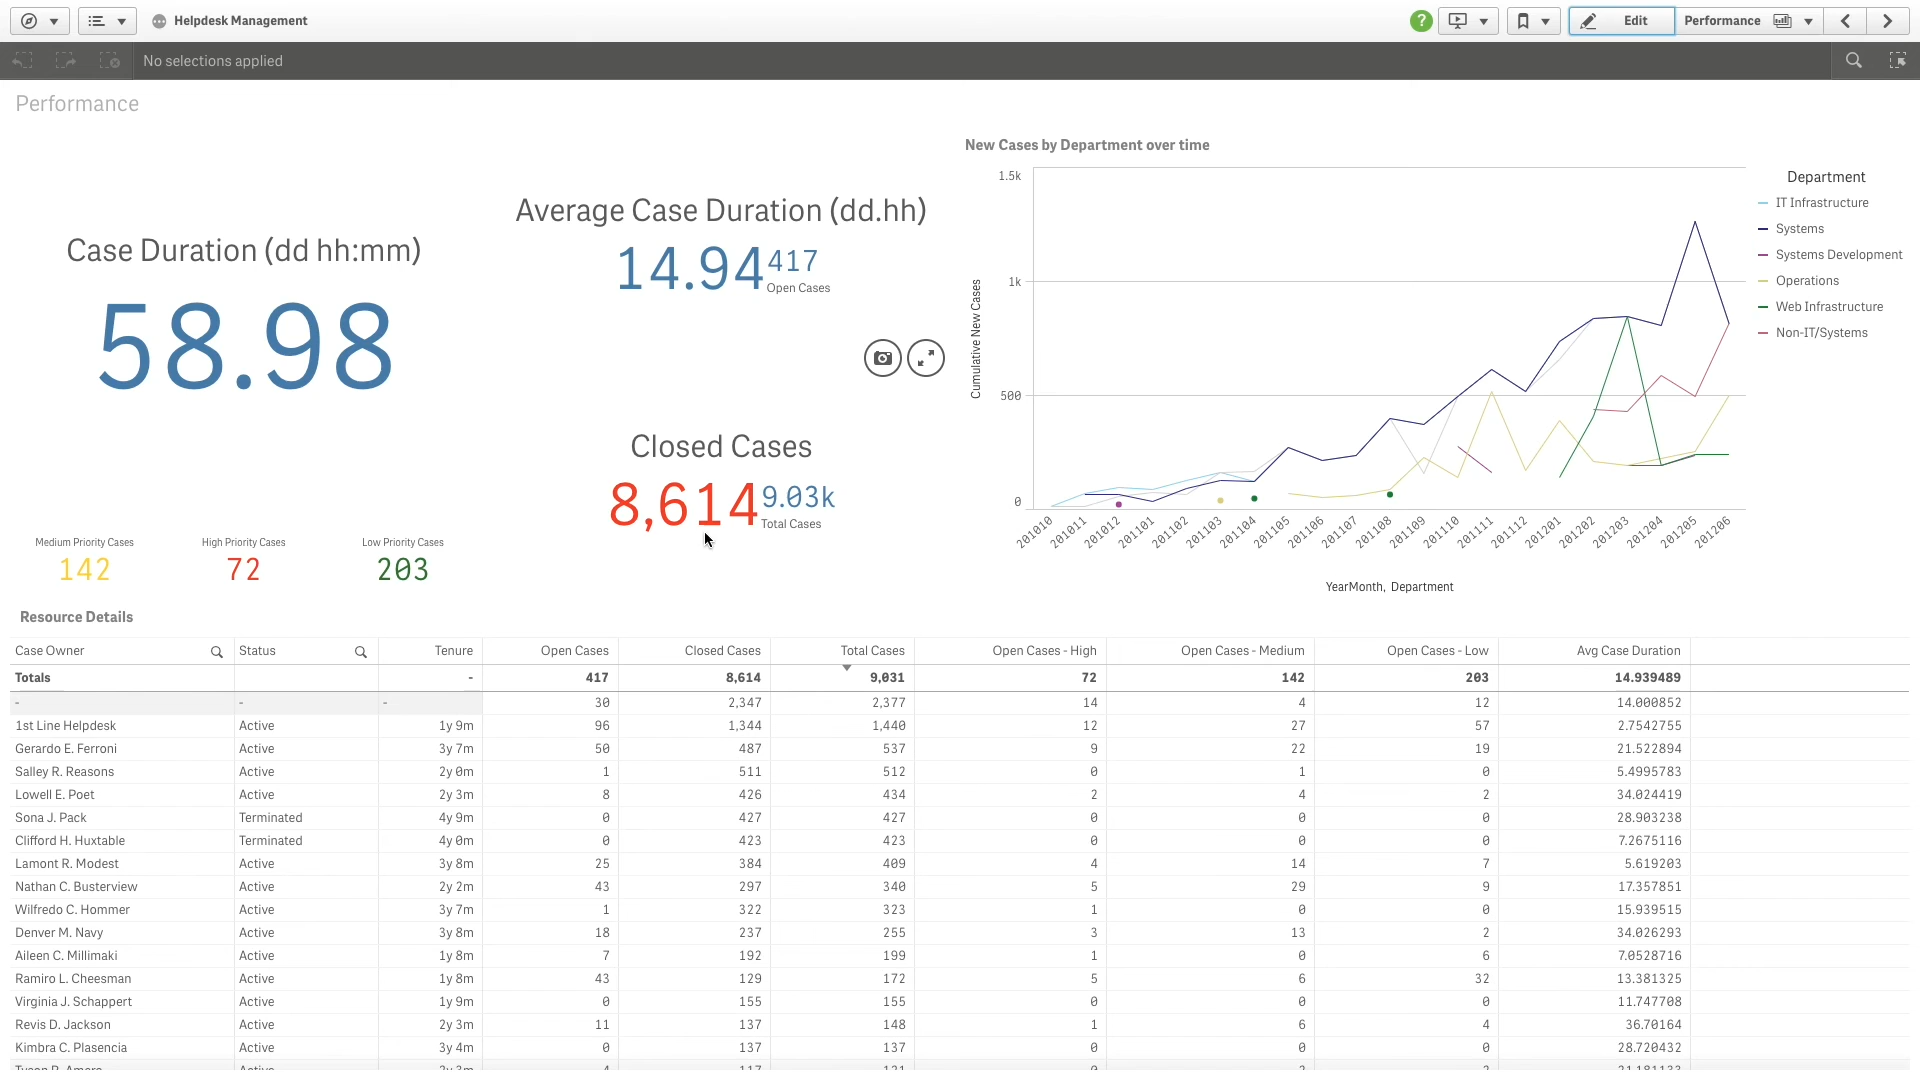 Helpdesk Management
? Edit Performance
No selections applied
Performance
Case Duration (dd hh:mm)
58.98
Medium Priority Cases
142
High Priority Cases
72
Low Priority Cases
203
Average Case Duration (dd.hh)
14.94 417
Open Cases
Closed Cases
8,614 9.03k
Total Cases
New Cases by Department over time
Cumulative New Cases
1.5k
1k
500
0
201010 201011 201012 201101 201102 201103 201104 201105 201106 201107 201108 201109 201110 201111 201112 201201 201202 201203 201204 201205 201206
YearMonth, Department
Department
IT Infrastructure
Systems
Systems Development
Operations
Web Infrastructure
Non-IT/Systems
Resource Details
Case Owner Status Tenure Open Cases Closed Cases Total Cases Open Cases - High Open Cases - Medium Open Cases - Low Avg Case Duration
Totals - 417 8,614 9,031 72 142 203 14.939489
- - - 30 2,347 2,377 14 4 12 14.000852
1st Line Helpdesk Active 1y 9m 96 1,344 1,440 12 27 57 2.7542755
Gerardo E. Ferroni Active 3y 7m 50 487 537 9 22 19 21.522894
Salley R. Reasons Active 2y 0m 1 511 512 0 1 0 5.4995783
Lowell E. Poet Active 2y 3m 8 426 434 2 4 2 34.024419
Sona J. Pack Terminated 4y 9m 0 427 427 0 0 0 28.903238
Clifford H. Huxtable Terminated 4y 0m 0 423 423 0 0 0 7.2675116
Lamont R. Modest Active 3y 8m 25 384 409 4 14 7 5.619203
Nathan C. Busterview Active 2y 2m 43 297 340 5 29 9 17.357851
Wilfredo C. Hommer Active 3y 7m 1 322 323 1 0 0 15.939515
Denver M. Navy Active 3y 8m 18 237 255 3 13 2 34.026293
Aileen C. Millimaki Active 1y 8m 7 192 199 1 0 6 7.0528716
Ramiro L. Cheesman Active 1y 8m 43 129 172 5 6 32 13.381325
Virginia J. Schappert Active 1y 9m 0 155 155 0 0 0 11.747708
Revis D. Jackson Active 2y 3m 11 137 148 1 6 4 36.70164
Kimbra C. Plasencia Active 3y 4m 0 137 137 0 0 0 28.720432